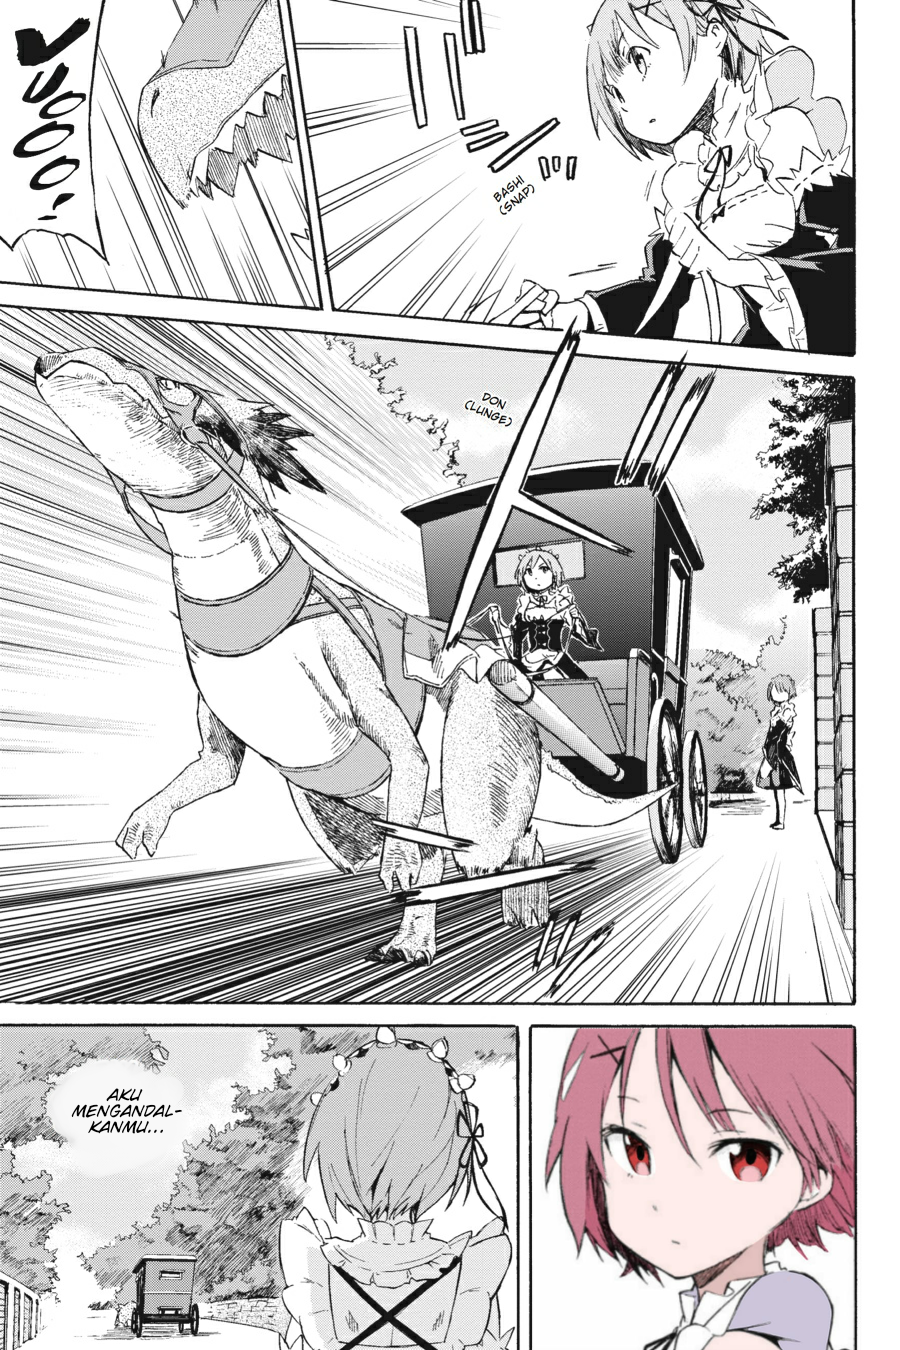 BASHI
(SNAP)
VUOOO!
DON
(LUNGE)
AKU
MENGANDAL-
KANMU...